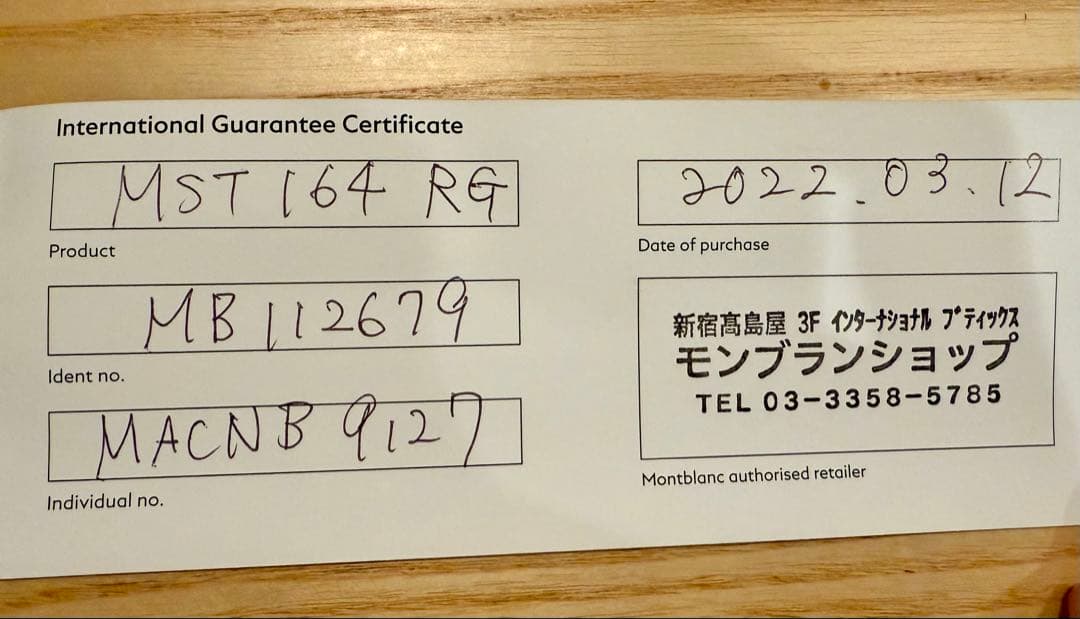 International Guarantee Certificate
MST 164 RG
Product
MB112679
Ident no.
MACNB 9127
Individual no.
2022.03.12
Date of purchase
新宿髙島屋 3F ｲﾝﾀｰﾅｼｮﾅﾙ ﾌﾞﾃｨｯｸｽ
モンブランショップ
TEL 03-3358-5785
Montblanc authorised retailer